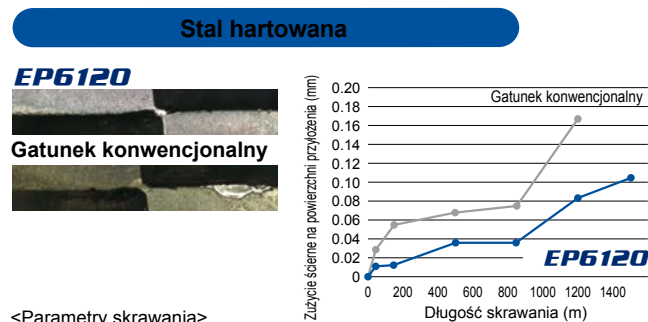 Stal hartowana
EP6120
Gatunek konwencjonalny
<Parametry skrawania>
Zużycie ścierne na powierzchni przyłożenia (mm)
0.20
0.18
0.16
0.14
0.12
0.10
0.08
0.06
0.04
0.02
0
Gatunek konwencjonalny
EP6120
0 200 400 600 800 1000 1200 1400
Długość skrawania (m)